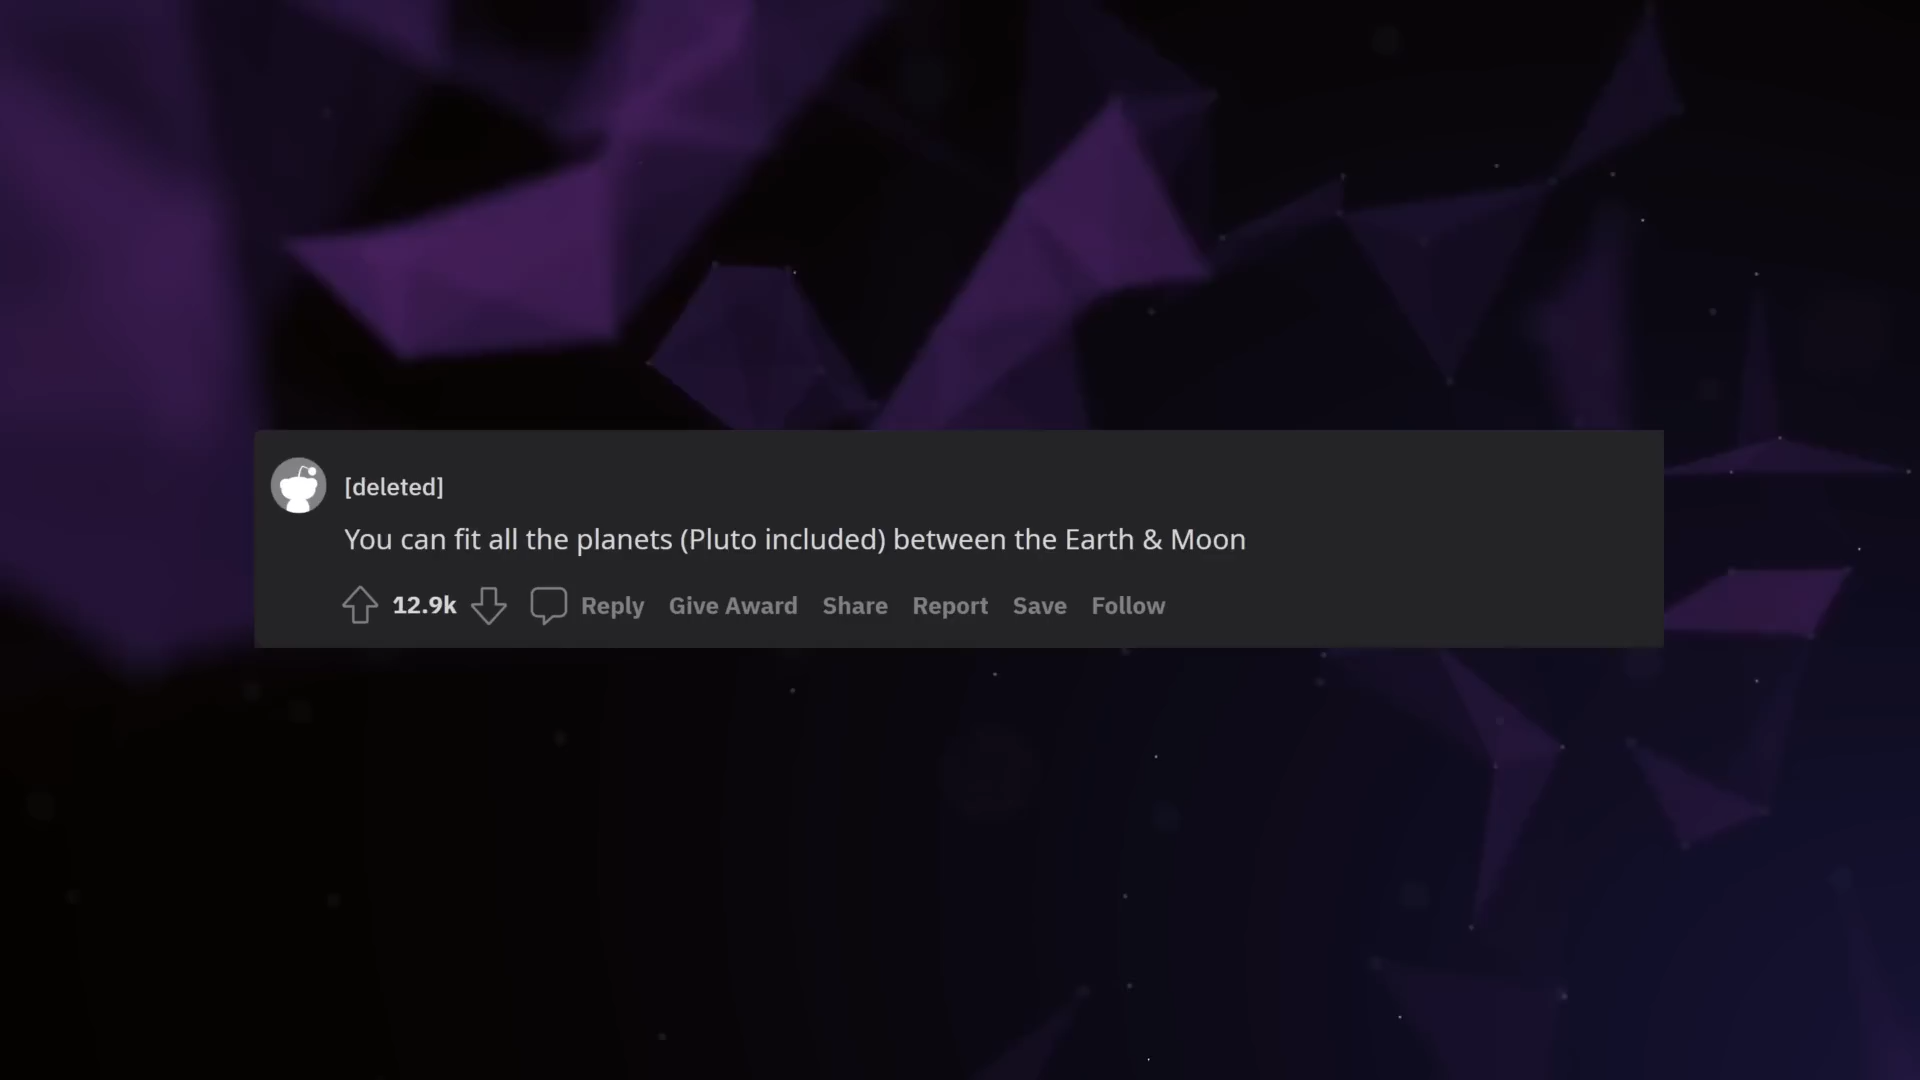 [deleted]
You can fit all the planets (Pluto included) between the Earth & Moon
12.9k Reply Give Award Share Report Save Follow